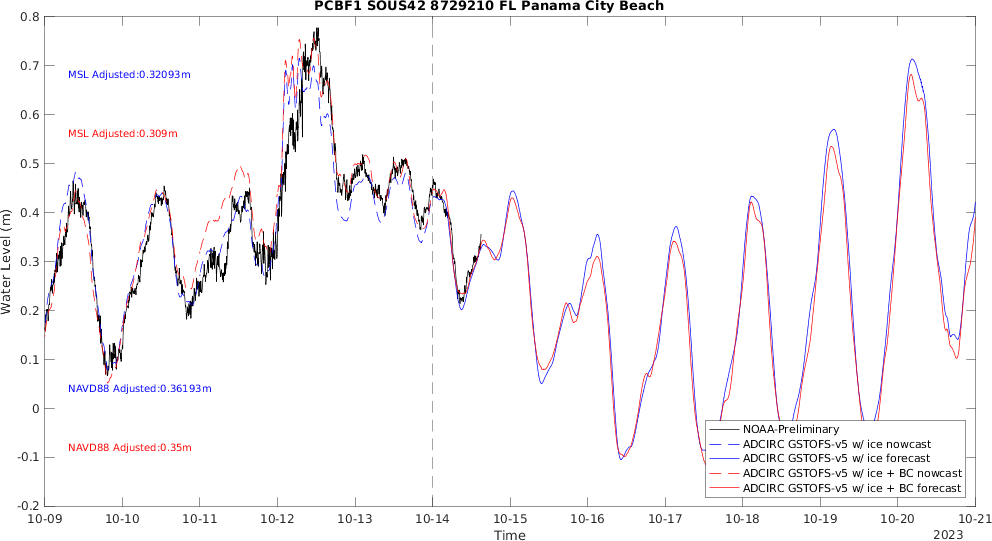 PCBF1 SOUS42 8729210 FL Panama City Beach
0.8
0.7
0.6
0.5
0.4
0.3
0.2
0.1
0
-0.1
-0.2
Water Level (m)
MSL Adjusted:0.32093m
MSL Adjusted:0.309m
NAVD88 Adjusted:0.36193m
NAVD88 Adjusted:0.35m
NOAA-Preliminary
ADCIRC GSTOFS-v5 w/ ice nowcast
ADCIRC GSTOFS-v5 w/ ice forecast
ADCIRC GSTOFS-v5 w/ ice + BC nowcast
ADCIRC GSTOFS-v5 w/ ice + BC forecast
10-09 10-10 10-11 10-12 10-13 10-14 10-15 10-16 10-17 10-18 10-19 10-20 10-21
Time
2023